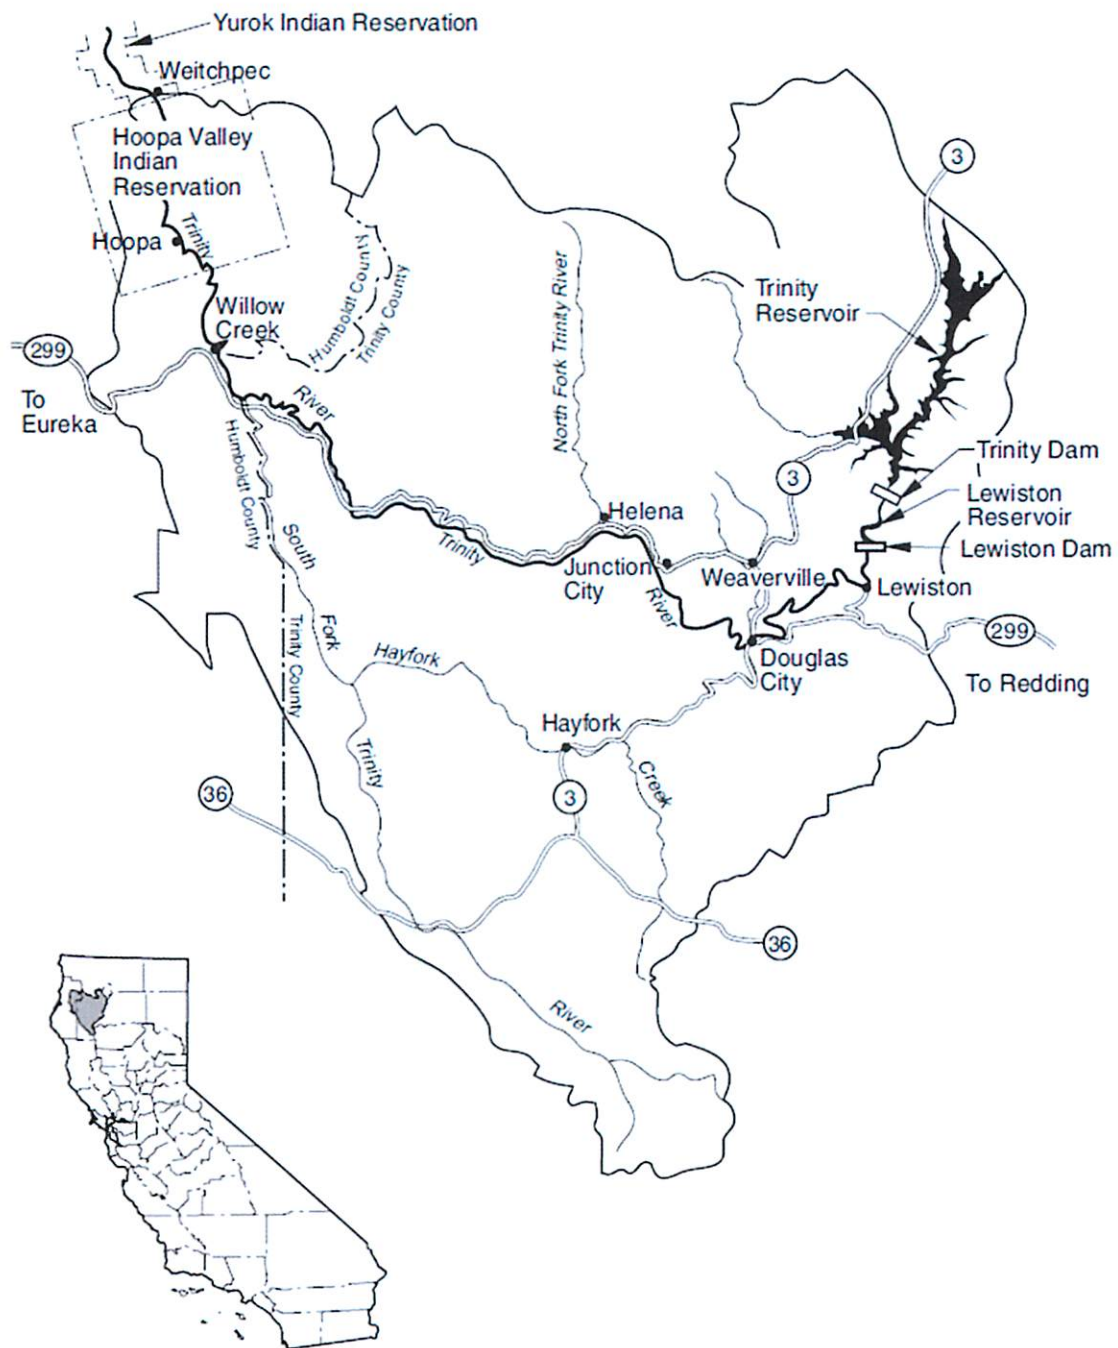 Yurok Indian Reservation
Weitchpec
Hoopa Valley
Indian
Reservation
3
Hoopa
Trinity
Humboldt County
Trinity County
North Fork Trinity River
Trinity
Reservoir
Willow
Creek
299
To
Eureka
River
Humboldt County
3
Trinity Dam
Lewiston
Reservoir
Lewiston Dam
Helena
South
Trinity
Junction
City
Weaverville
Lewiston
River
Fork
Trinity County
Hayfork
Douglas
City
299
To Redding
Hayfork
Trinity
Creek
36
3
36
River